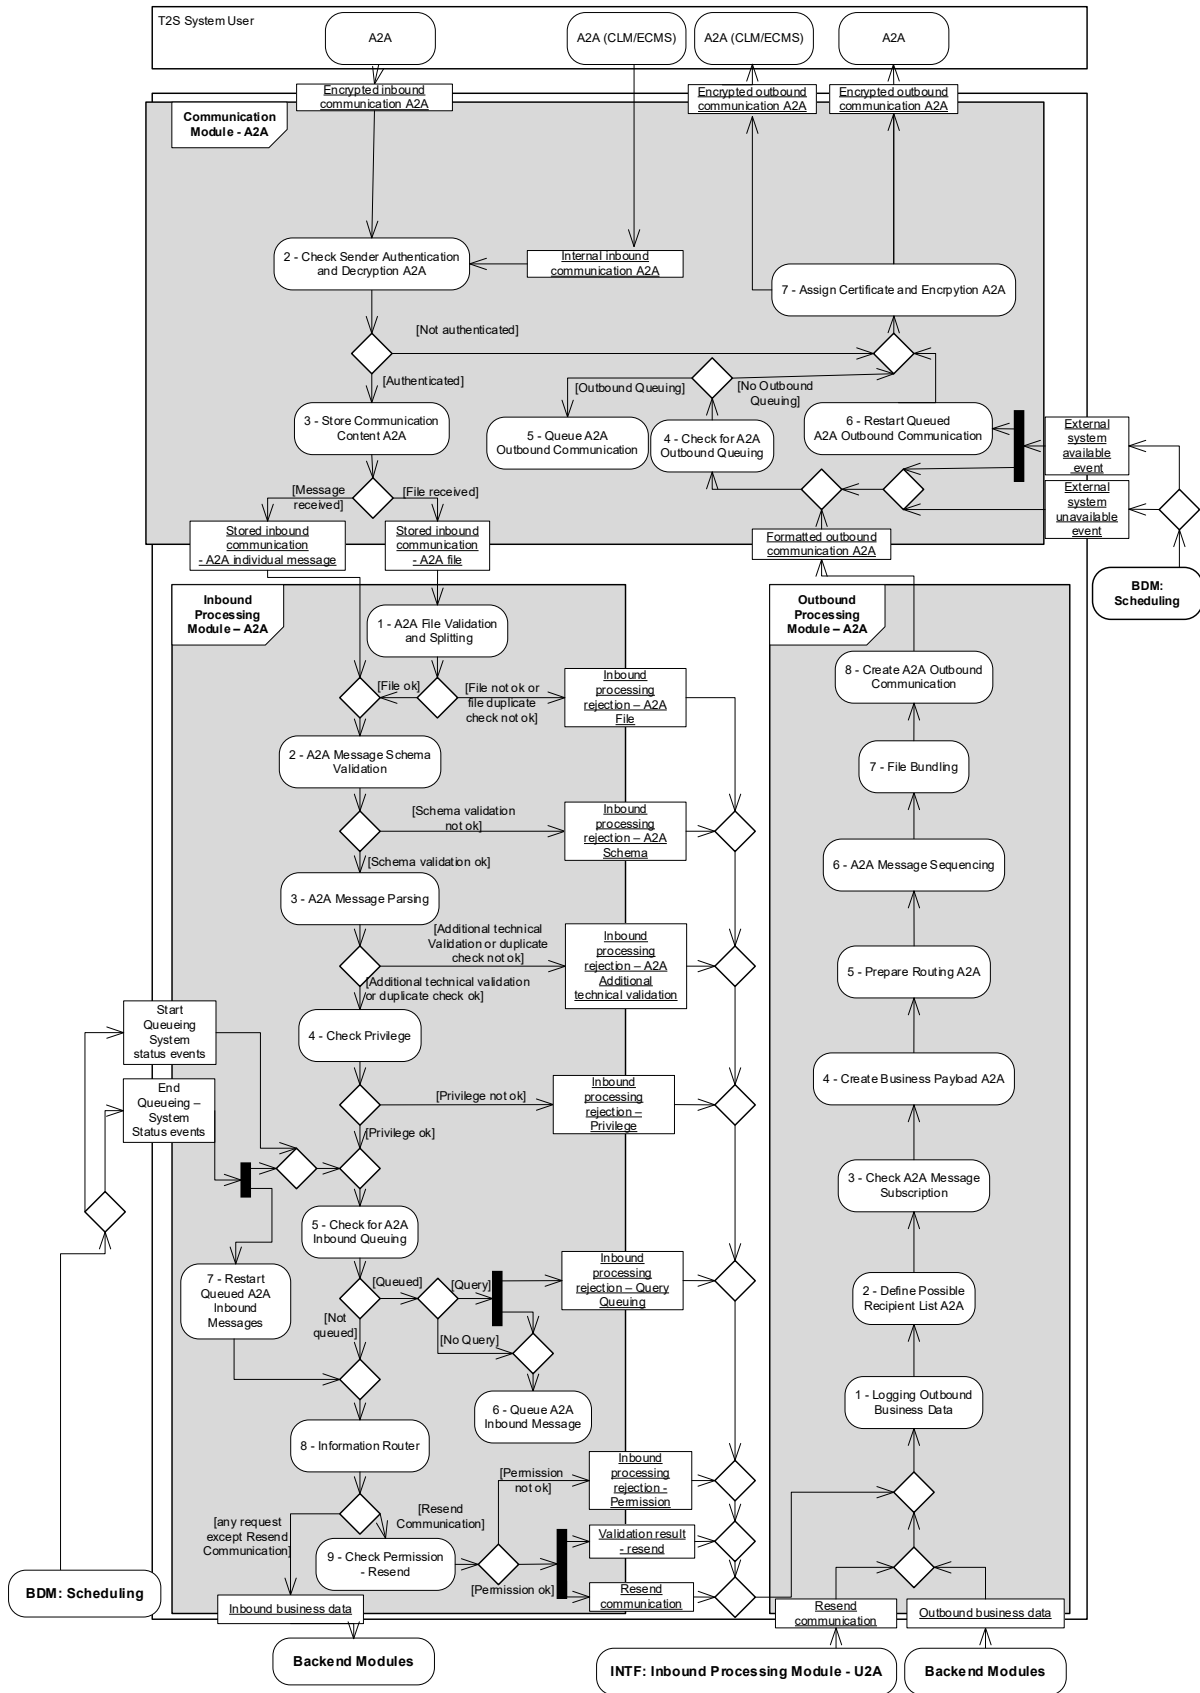 T2S System User
A2A
A2A (CLM/ECMS)
A2A (CLM/ECMS)
A2A
Encrypted inbound
communication A2A
Encrypted outbound
communication A2A
Encrypted outbound
communication A2A
Communication
Module - A2A
2 - Check Sender Authentication
and Decryption A2A
Internal inbound
communication A2A
7 - Assign Certificate and Encrpytion A2A
[Not authenticated]
[Authenticated]
[Outbound Queuing]
[No Outbound
Queuing]
3 - Store Communication
Content A2A
5 - Queue A2A
Outbound Communication
4 - Check for A2A
Outbound Queuing
6 - Restart Queued
A2A Outbound Communication
External
system
available
event
[Message
received]
[File received]
External
system
unavailable
event
Stored inbound
communication
- A2A individual message
Stored inbound
communication
- A2A file
Formatted outbound
communication A2A
BDM:
Scheduling
Inbound
Processing
Module – A2A
1 - A2A File Validation
and Splitting
Outbound
Processing
Module – A2A
[File ok]
[File not ok or
file duplicate
check not ok]
Inbound
processing
rejection – A2A
File
8 - Create A2A Outbound
Communication
2 - A2A Message Schema
Validation
7 - File Bundling
[Schema validation
not ok]
Inbound
processing
rejection – A2A
Schema
[Schema validation ok]
6 - A2A Message Sequencing
3 - A2A Message Parsing
[Additional technical
Validation or duplicate
check not ok]
Inbound
processing
rejection – A2A
Additional
technical validation
[Additional technical validation
or duplicate check ok]
5 - Prepare Routing A2A
Start
Queueing
System
status events
4 - Check Privilege
4 - Create Business Payload A2A
End
Queueing –
System
Status events
[Privilege not ok]
Inbound
processing
rejection –
Privilege
[Privilege ok]
3 - Check A2A Message
Subscription
5 - Check for A2A
Inbound Queuing
7 - Restart
Queued A2A
Inbound
Messages
[Queued]
[Query]
Inbound
processing
rejection – Query
Queuing
2 - Define Possible
Recipient List A2A
[Not
queued]
[No Query]
6 - Queue A2A
Inbound Message
1 - Logging Outbound
Business Data
8 - Information Router
[Permission
not ok]
Inbound
processing
rejection -
Permission
[any request
except Resend
Communication]
[Resend
Communication]
9 - Check Permission
- Resend
Validation result
- resend
[Permission ok]
Resend
communication
BDM: Scheduling
Inbound business data
Resend
communication
Outbound business data
Backend Modules
INTF: Inbound Processing Module - U2A
Backend Modules